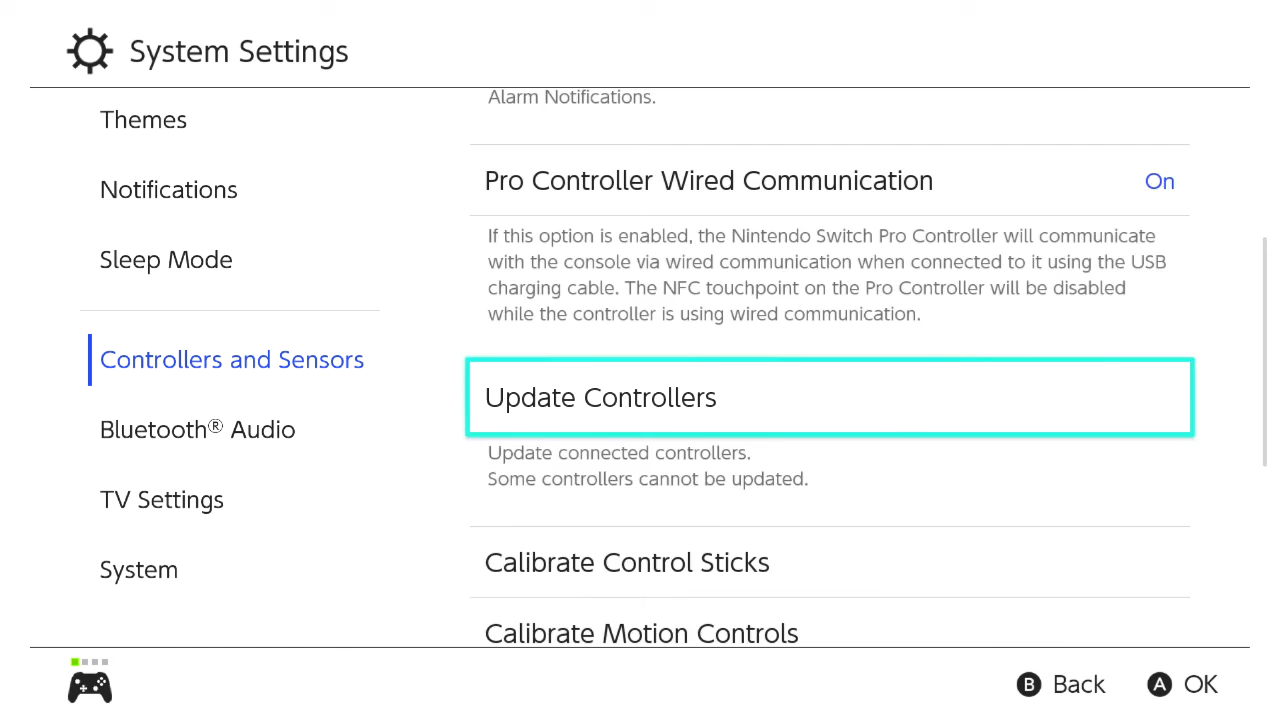 System Settings
Themes
Notifications
Sleep Mode
Controllers and Sensors
Bluetooth® Audio
TV Settings
System
Alarm Notifications.
Pro Controller Wired Communication On
If this option is enabled, the Nintendo Switch Pro Controller will communicate
with the console via wired communication when connected to it using the USB
charging cable. The NFC touchpoint on the Pro Controller will be disabled
while the controller is using wired communication.
Update Controllers
Update connected controllers.
Some controllers cannot be updated.
Calibrate Control Sticks
Calibrate Motion Controls
B Back A OK